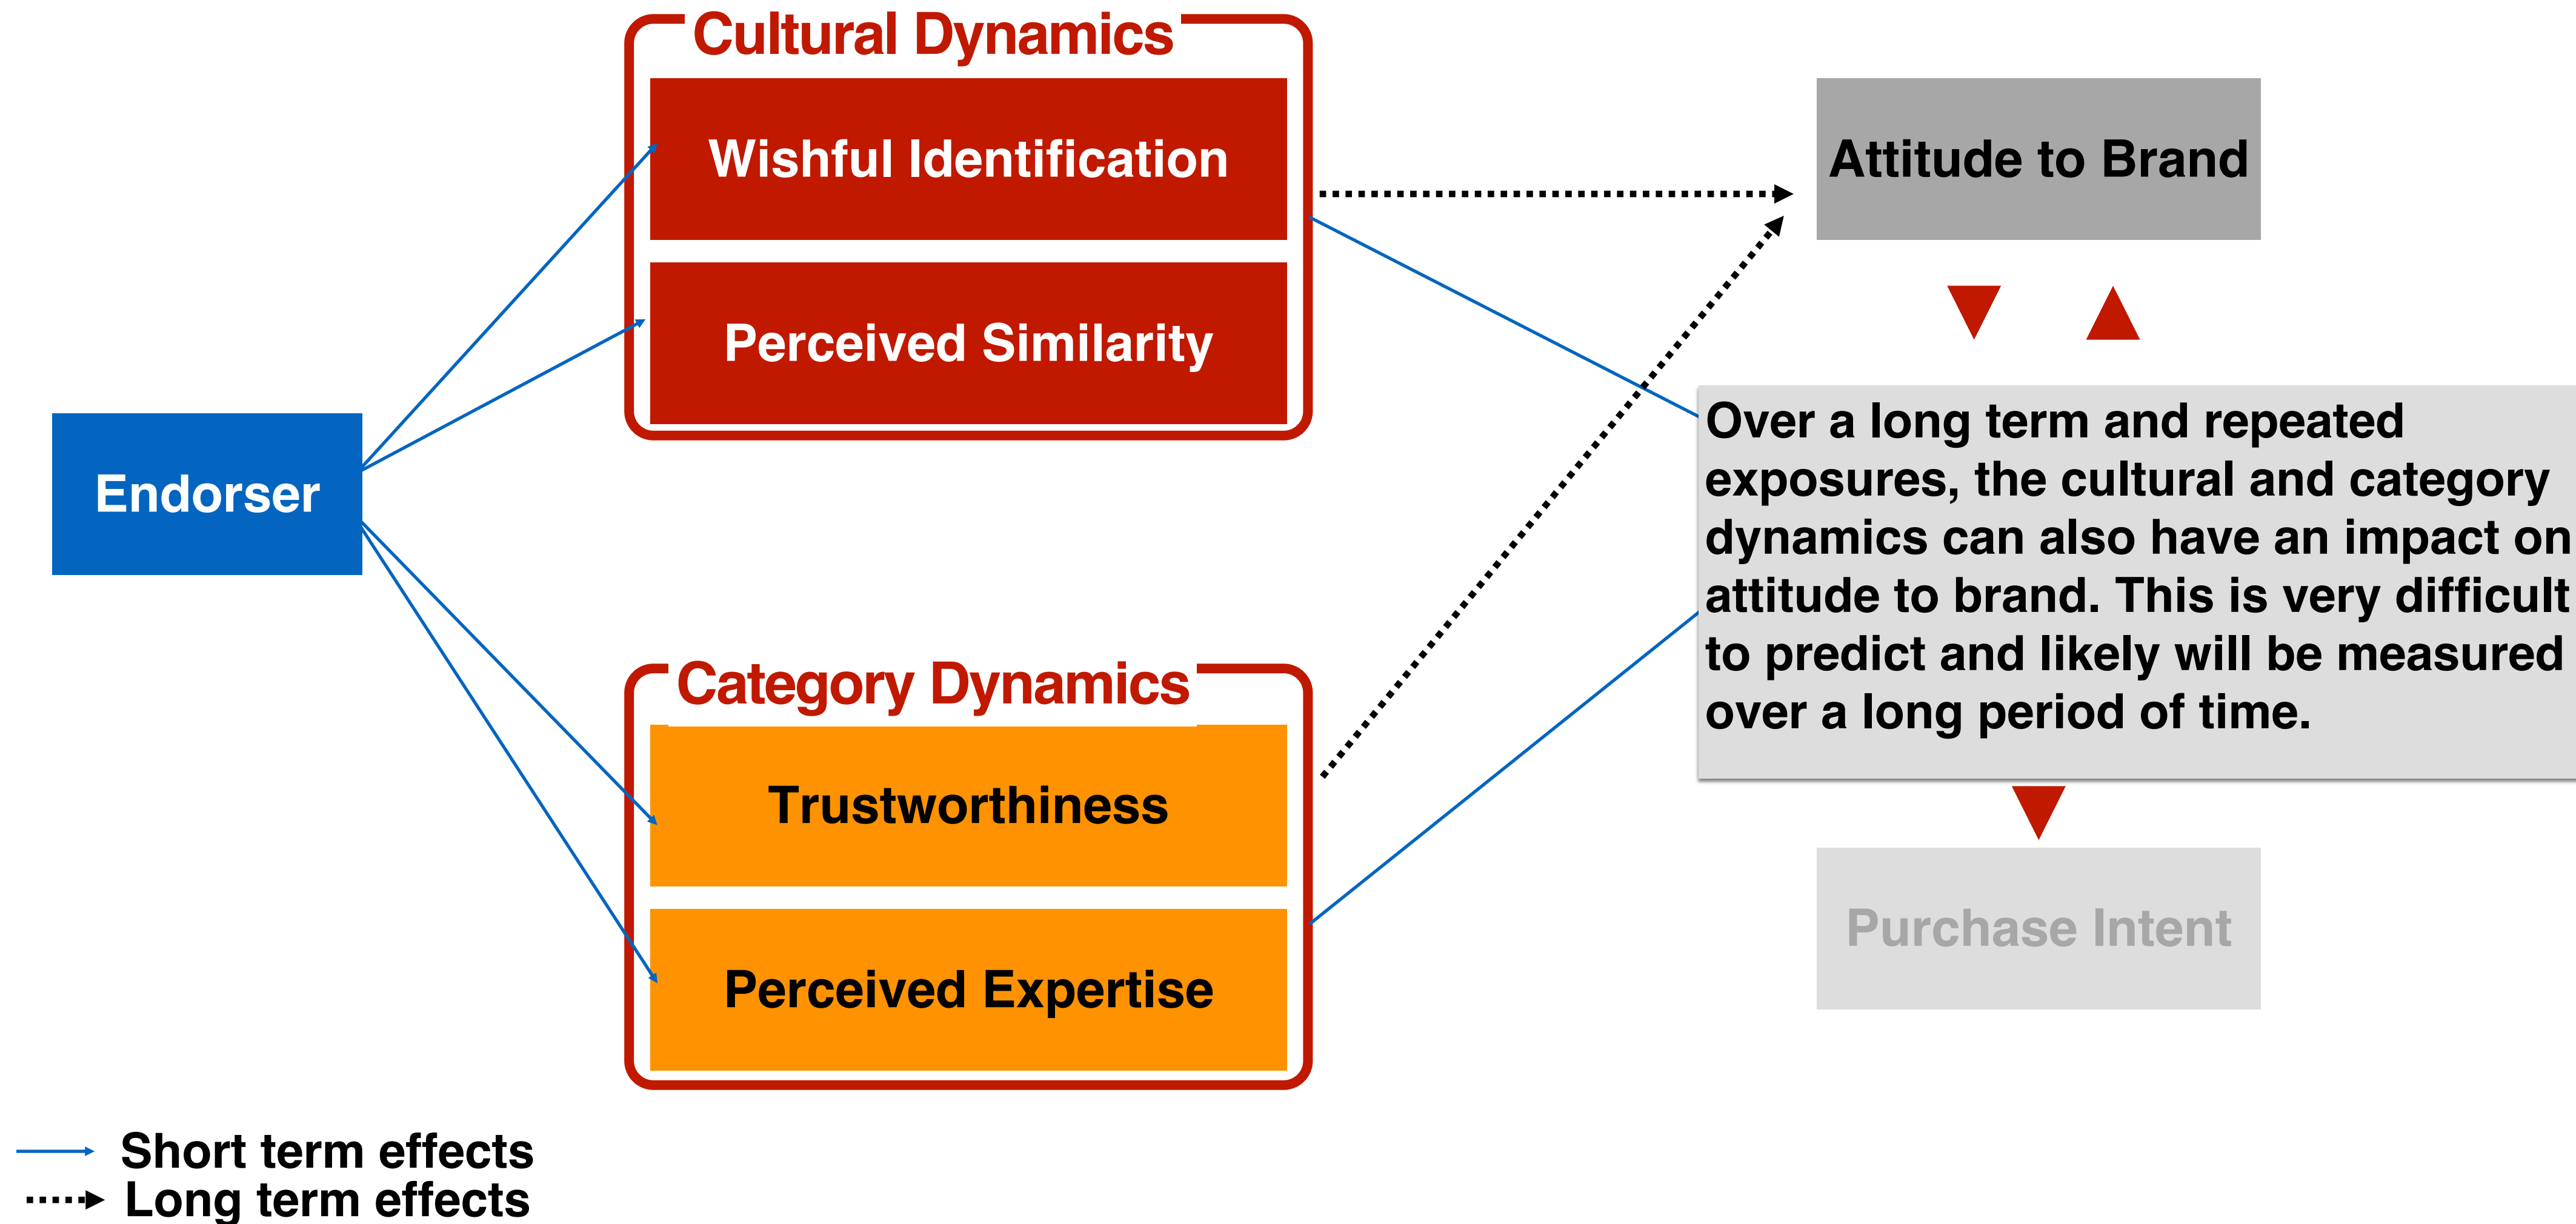 Cultural Dynamics
Wishful Identification
Perceived Similarity
Attitude to Brand
Endorser
Over a long term and repeated
exposures, the cultural and category
dynamics can also have an impact on
attitude to brand. This is very difficult
to predict and likely will be measured
over a long period of time.
Category Dynamics
Trustworthiness
Perceived Expertise
Purchase Intent
Short term effects
Long term effects